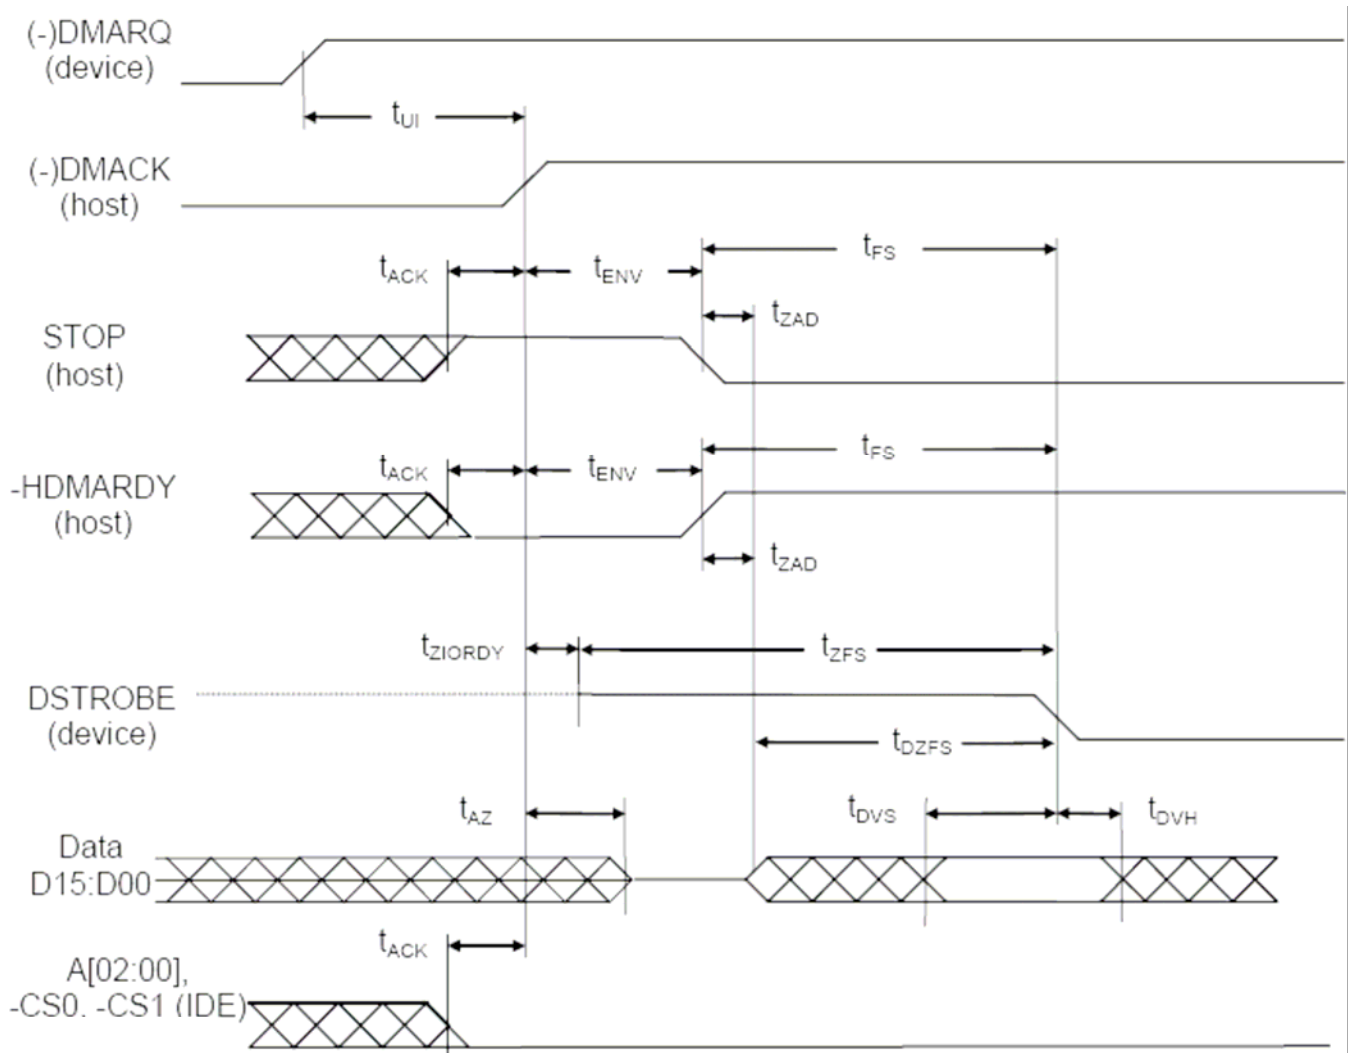 (-)DMARQ
(device)
tUI
(-)DMACK
(host)
tFS
tACK
tENV
tZAD
STOP
(host)
tFS
tACK
tENV
-HDMARDY
(host)
tZAD
tZIORDY
tZFS
DSTROBE
(device)
tDZFS
tAZ
tDVS
tDVH
Data
D15:D00
tACK
A[02:00],
-CS0, -CS1 (IDE)